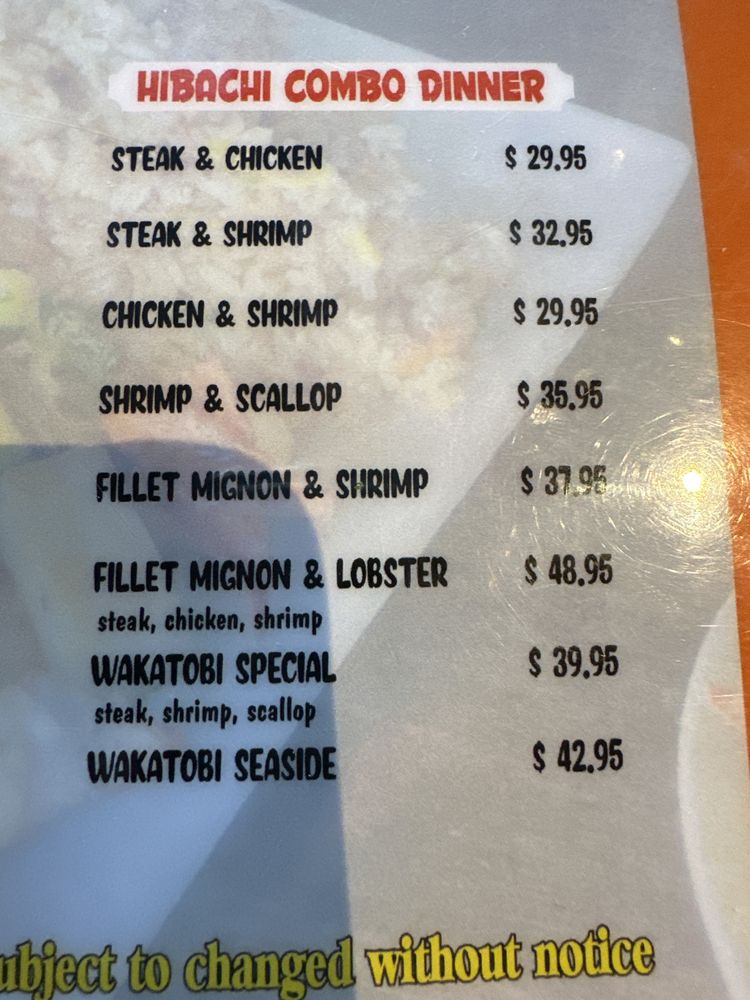 HIBACHI COMBO DINNER
STEAK & CHICKEN $ 29.95
STEAK & SHRIMP $ 32.95
CHICKEN & SHRIMP $ 29.95
SHRIMP & SCALLOP $ 35.95
FILLET MIGNON & SHRIMP $ 37.95
FILLET MIGNON & LOBSTER $ 48.95
steak, chicken, shrimp
WAKATOBI SPECIAL $ 39.95
steak, shrimp, scallop
WAKATOBI SEASIDE $ 42.95
ubject to changed without notice